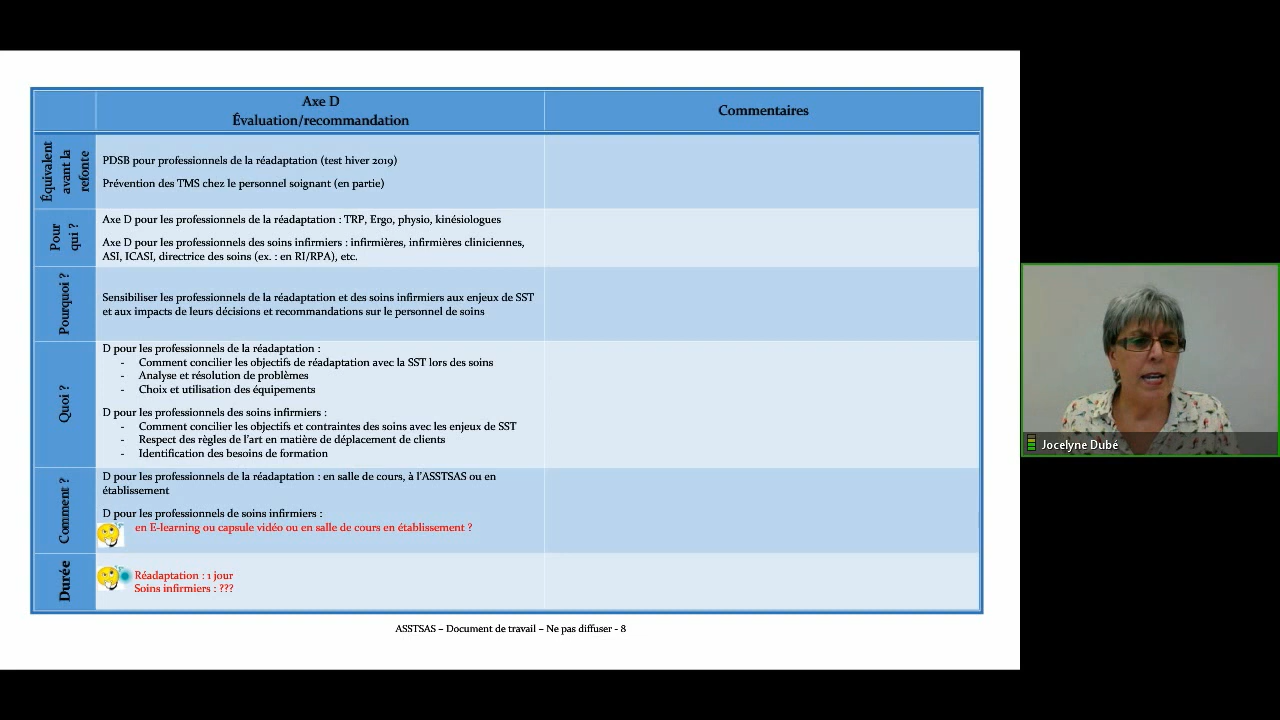 Axe D
Évaluation/recommandation
Commentaires
Équivalent
avant la
refonte
PDSB pour professionnels de la réadaptation (test hiver 2019)
Prévention des TMS chez le personnel soignant (en partie)
Pour
qui ?
Axe D pour les professionnels de la réadaptation : TRP, Ergo, physio, kinésiologues
Axe D pour les professionnels des soins infirmiers : infirmières, infirmières cliniciennes,
ASI, ICASI, directrice des soins (ex. : en RI/RPA), etc.
Pourquoi ?
Sensibiliser les professionnels de la réadaptation et des soins infirmiers aux enjeux de SST
et aux impacts de leurs décisions et recommandations sur le personnel de soins
Quoi ?
D pour les professionnels de la réadaptation :
- Comment concilier les objectifs de réadaptation avec la SST lors des soins
- Analyse et résolution de problèmes
- Choix et utilisation des équipements
D pour les professionnels des soins infirmiers :
- Comment concilier les objectifs et contraintes des soins avec les enjeux de SST
- Respect des règles de l'art en matière de déplacement de clients
- Identification des besoins de formation
Comment ?
D pour les professionnels de la réadaptation : en salle de cours, à l'ASSTSAS ou en
établissement
D pour les professionnels de soins infirmiers :
en E-learning ou capsule vidéo ou en salle de cours en établissement ?
Durée
Réadaptation : 1 jour
Soins infirmiers : ???
ASSTSAS – Document de travail – Ne pas diffuser - 8
Jocelyne Dubé